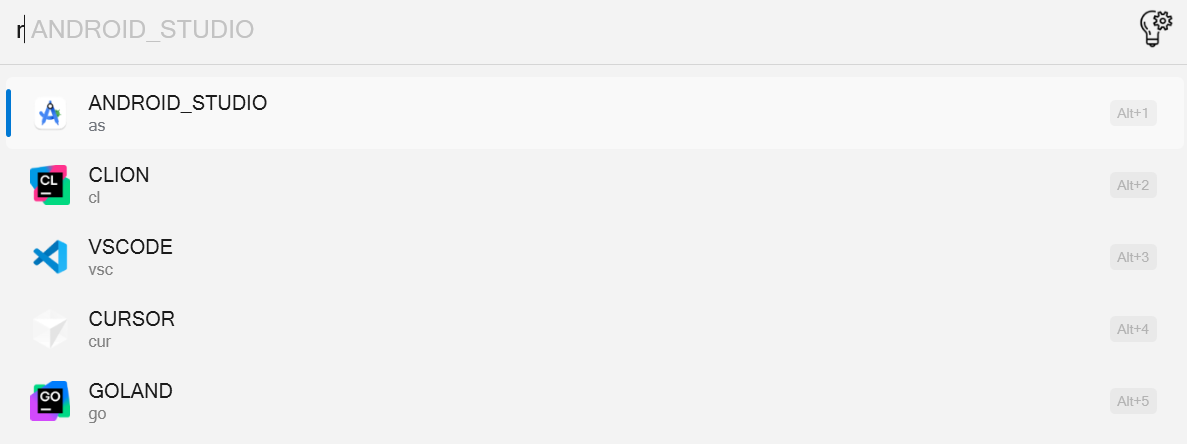 r ANDROID_STUDIO
ANDROID_STUDIO
as
Alt+1
CL
CLION
cl
Alt+2
VSCODE
vsc
Alt+3
CURSOR
cur
Alt+4
GO
GOLAND
go
Alt+5